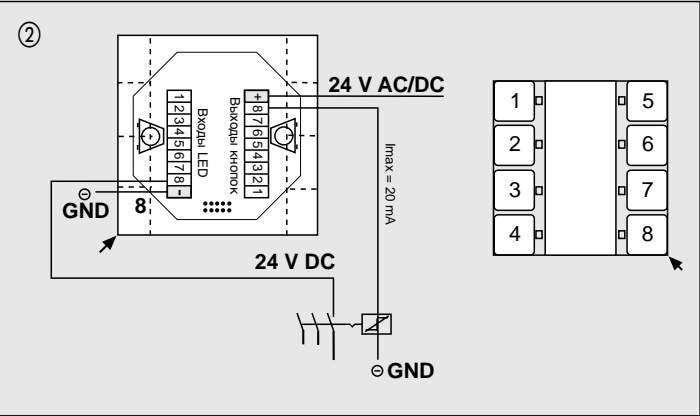 ②
24 V AC/DC
1 2 3 4 5 6 7 8 -
Входы LED
Выходы кнопок
+ 8 7 6 5 4 3 2 1
Imax = 20 mA
GND
8
24 V DC
GND
1 5
2 6
3 7
4 8